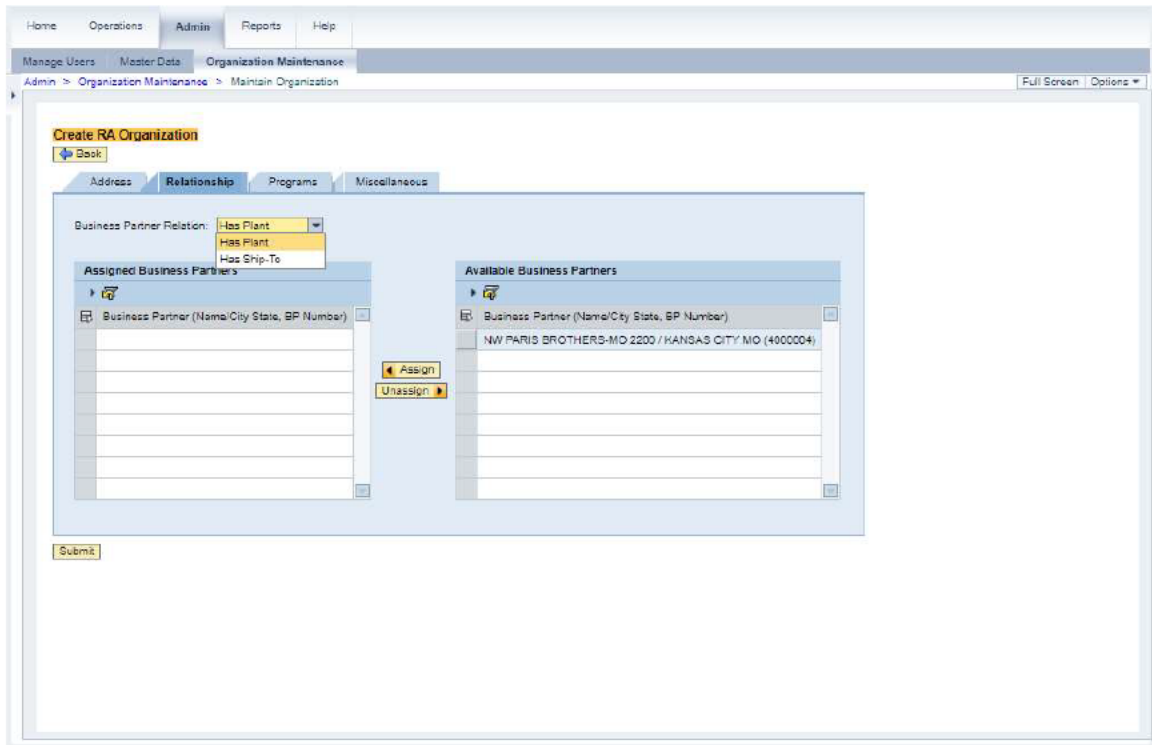 Home Operations Admin Reports Help
Manage Users Master Data Organization Maintenance
Admin > Organization Maintenance > Maintain Organization
Full Screen Options
Create RA Organization
Back
Address Relationship Programs Miscellaneous
Business Partner Relation: Has Plant
Has Plant
Has Ship-To
Assigned Business Partners
Business Partner (Name/City State, BP Number)
Available Business Partners
Business Partner (Name/City State, BP Number)
NW PARIS BROTHERS-MO 2200 / KANSAS CITY MO (4000004)
Assign
Unassign
Submit